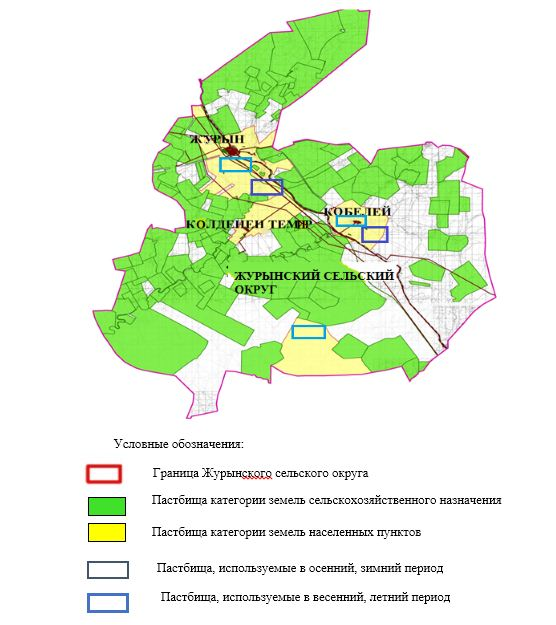 ЖУРЫН
КОБЕЛЕЙ
КОЛДЕНЕН ТЕМИР
ЖУРЫНСКИЙ СЕЛЬСКИЙ
ОКРУГ
Условные обозначения:
Граница Журынского сельского округа
Пастбища категории земель сельскохозяйственного назначения
Пастбища категории земель населенных пунктов
Пастбища, используемые в осенний, зимний период
Пастбища, используемые в весенний, летний период